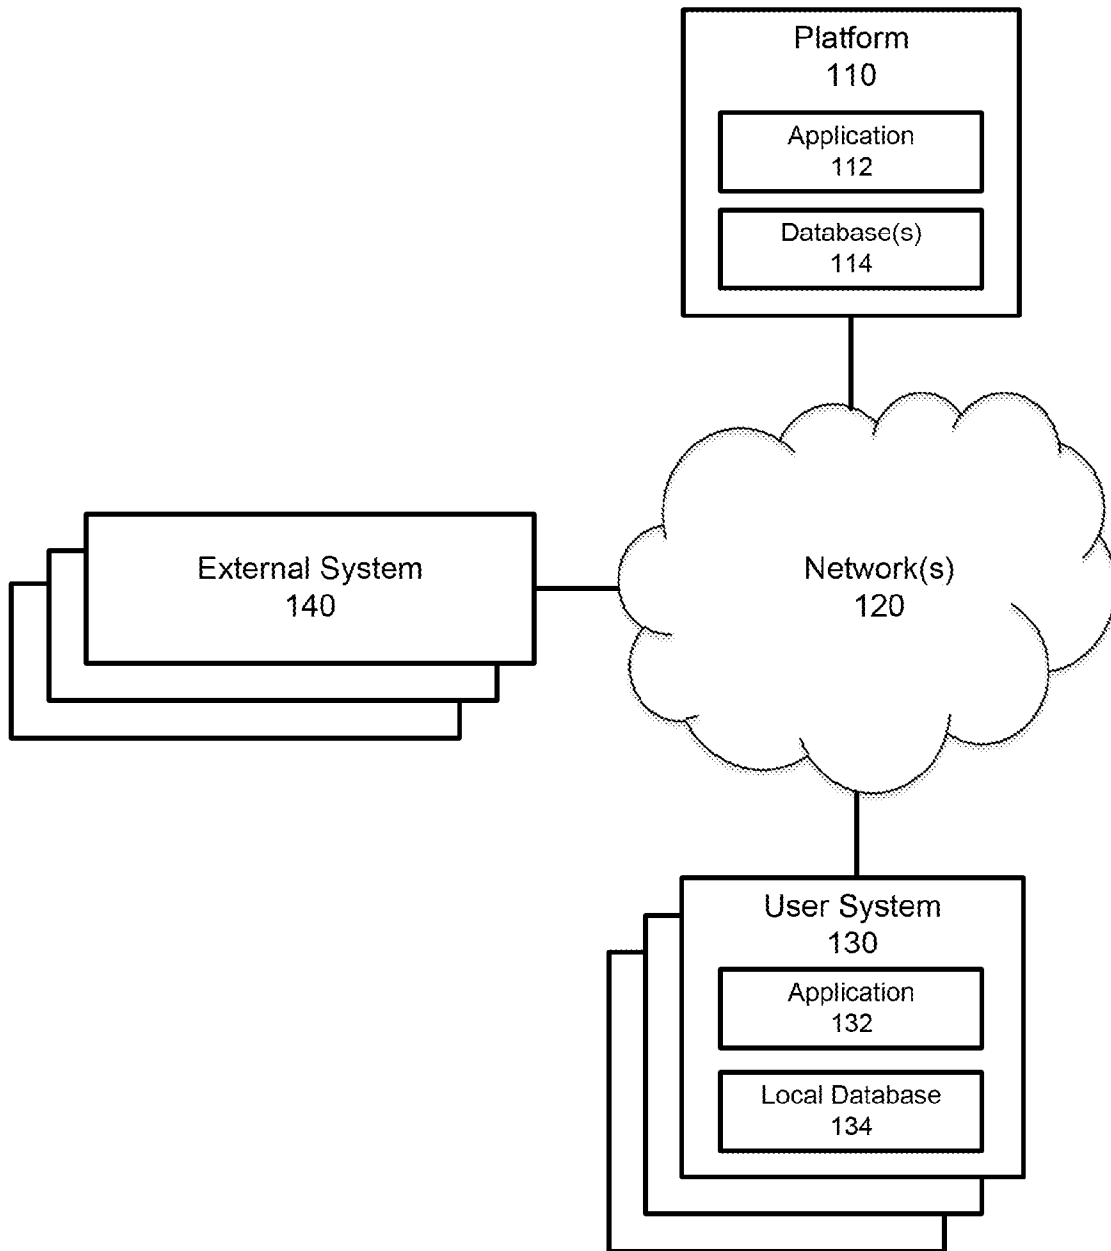 Platform
110
Application
112
Database(s)
114
External System
140
Network(s)
120
User System
130
Application
132
Local Database
134